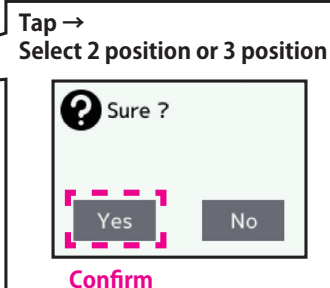 Tap →
Select 2 position or 3 position
? Sure ?
Yes No
Confirm